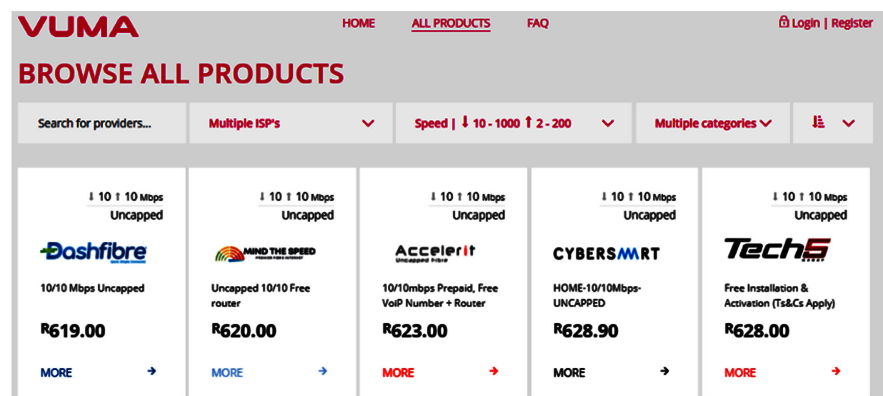 VUMA
HOME ALL PRODUCTS FAQ
Login | Register
BROWSE ALL PRODUCTS
Search for providers...
Multiple ISP's
Speed | ⬇ 10 - 1000 ⬆ 2 - 200
Multiple categories
⬇ 10 ⬆ 10 Mbps
Uncapped
Dashfibre
10/10 Mbps Uncapped
R619.00
MORE →
⬇ 10 ⬆ 10 Mbps
Uncapped
MIND THE SPEED
PREMIUM FIBRE INTERNET
Uncapped 10/10 Free
router
R620.00
MORE →
⬇ 10 ⬆ 10 Mbps
Uncapped
Accelerit
Uncapped Fibre
10/10mbps Prepaid, Free
VoiP Number + Router
R623.00
MORE →
⬇ 10 ⬆ 10 Mbps
Uncapped
CYBERSMART
HOME-10/10Mbps-
UNCAPPED
R628.90
MORE →
⬇ 10 ⬆ 10 Mbps
Uncapped
Tech5
GROUP
Free Installation &
Activation (Ts&Cs Apply)
R628.00
MORE →